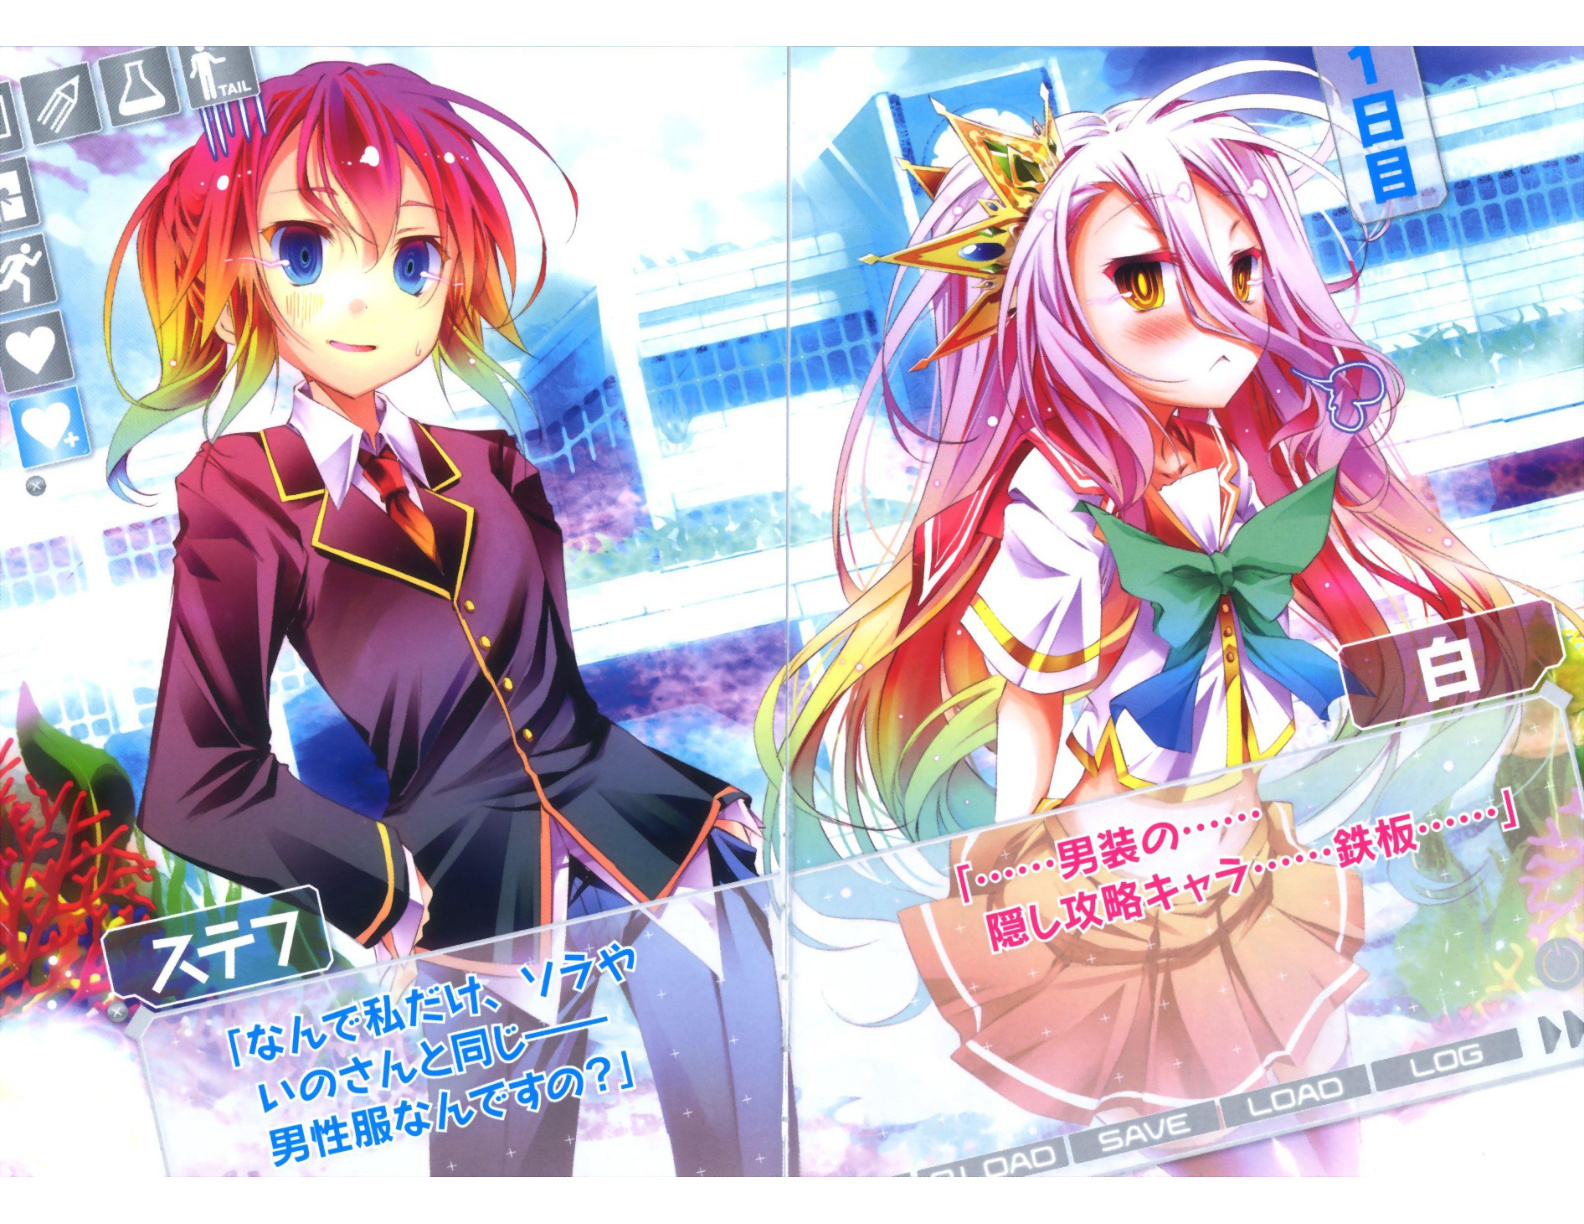 TAIL
1日目
ステフ
「なんで私だけ、ソラや
いのさんと同じ――
男性服なんですの？」
白
「……男装の……
隠し攻略キャラ……鉄板……」
SAVE
LOAD
LOG